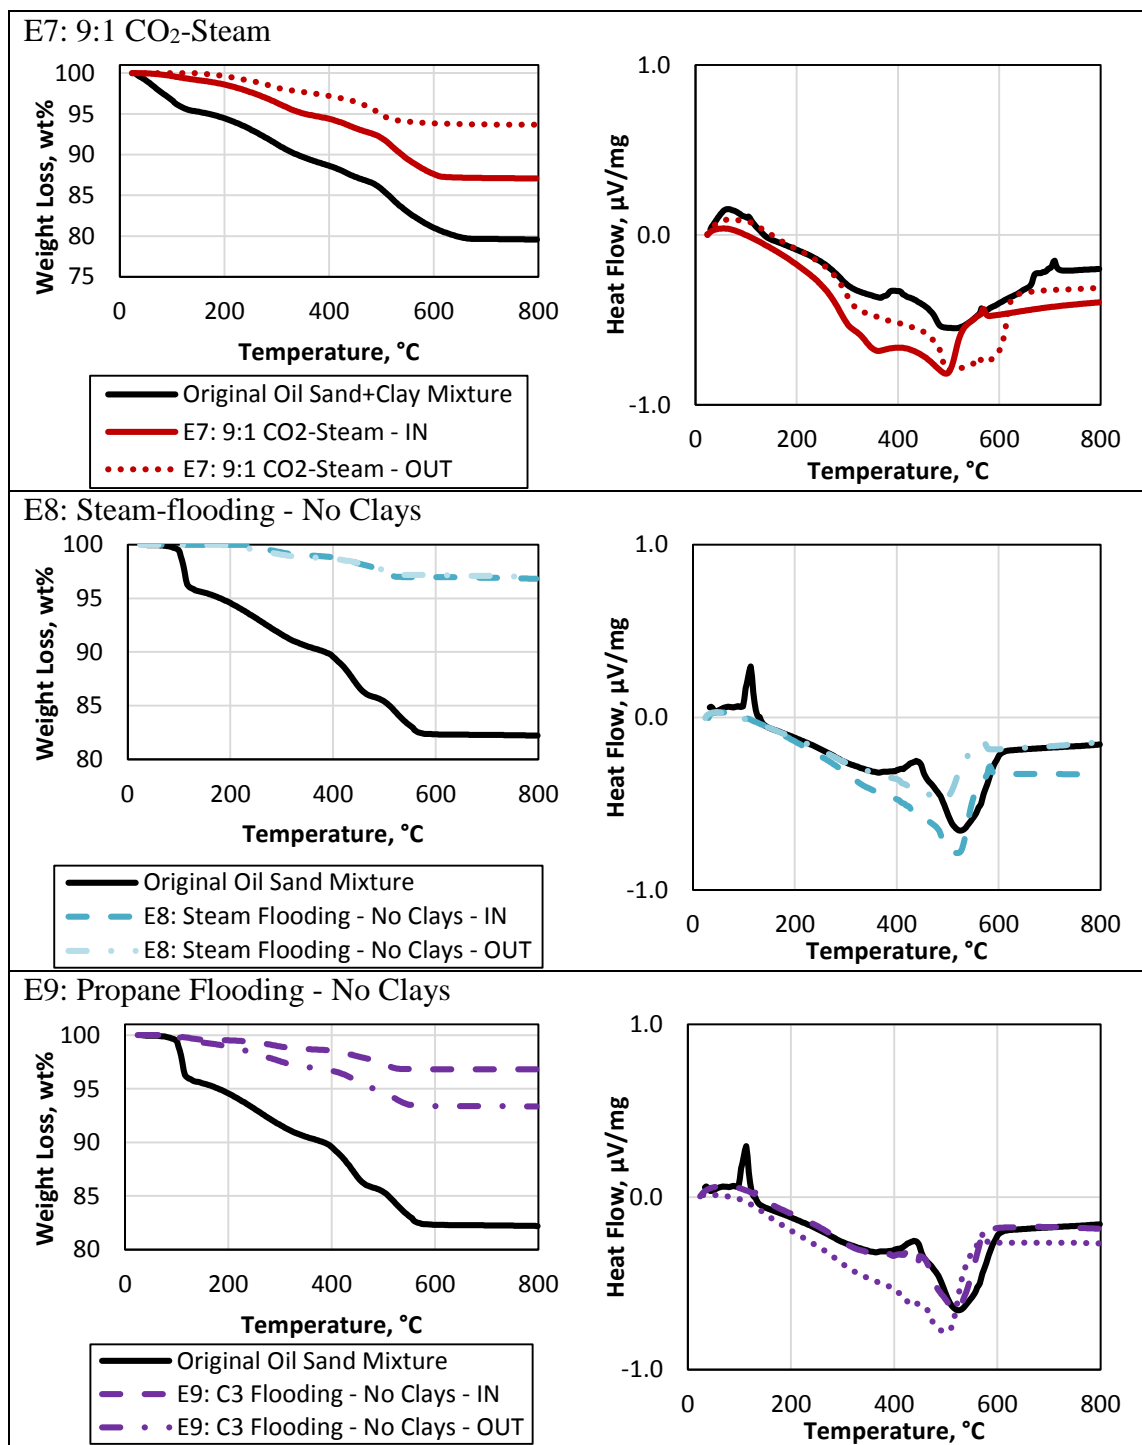 E7: 9:1 CO₂-Steam
100
95
90
85
80
75
0
200
400
600
800
Weight Loss, wt%
Temperature, °C
Original Oil Sand+Clay Mixture
E7: 9:1 CO2-Steam - IN
E7: 9:1 CO2-Steam - OUT
1.0
0.0
-1.0
0
200
400
600
800
Heat Flow, µV/mg
Temperature, °C
E8: Steam-flooding - No Clays
100
95
90
85
80
0
200
400
600
800
Weight Loss, wt%
Temperature, °C
Original Oil Sand Mixture
E8: Steam Flooding - No Clays - IN
E8: Steam Flooding - No Clays - OUT
1.0
0.0
-1.0
0
200
400
600
800
Heat Flow, µV/mg
Temperature, °C
E9: Propane Flooding - No Clays
100
95
90
85
80
0
200
400
600
800
Weight Loss, wt%
Temperature, °C
Original Oil Sand Mixture
E9: C3 Flooding - No Clays - IN
E9: C3 Flooding - No Clays - OUT
1.0
0.0
-1.0
0
200
400
600
800
Heat Flow, µV/mg
Temperature, °C